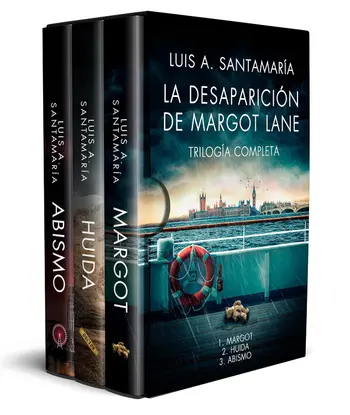 LUIS A. SANTAMARÍA
LA DESAPARICIÓN
DE MARGOT LANE
TRILOGÍA COMPLETA
1. MARGOT
2. HUIDA
3. ABISMO
LUIS A.
SANTAMARÍA
ABISMO
LUIS A.
SANTAMARÍA
HUIDA
LUIS A.
SANTAMARÍA
MARGOT